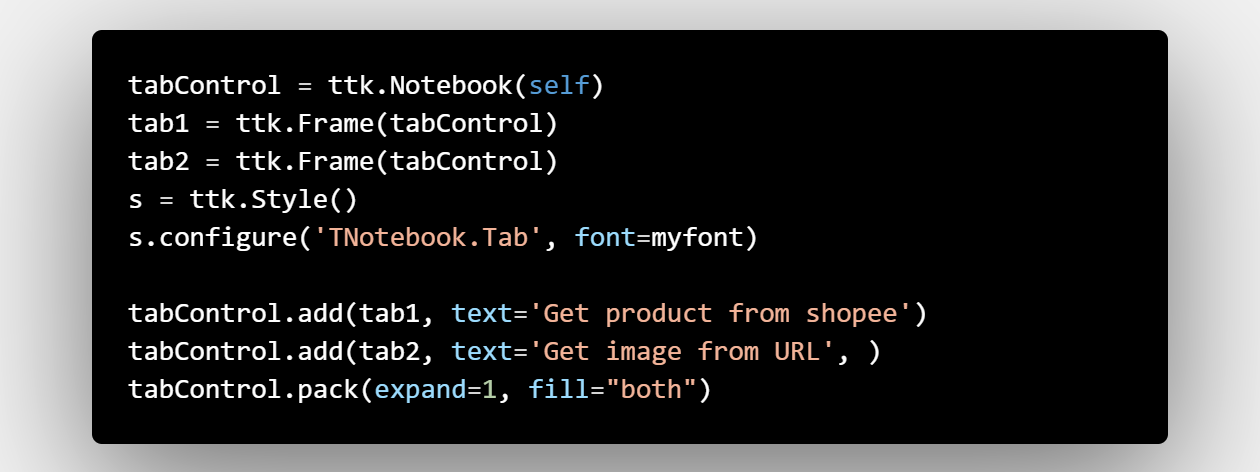 tabControl = ttk.Notebook(self)
tab1 = ttk.Frame(tabControl)
tab2 = ttk.Frame(tabControl)
s = ttk.Style()
s.configure('TNotebook.Tab', font=myfont)

tabControl.add(tab1, text='Get product from shopee')
tabControl.add(tab2, text='Get image from URL', )
tabControl.pack(expand=1, fill="both")